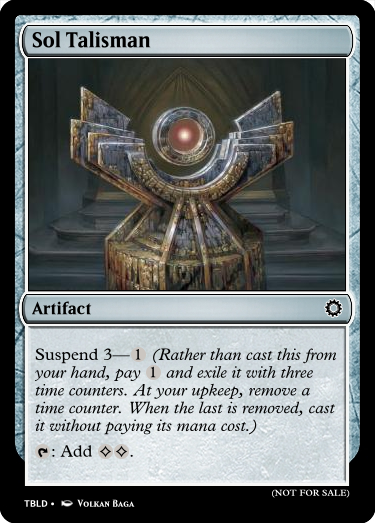 Sol Talisman
Artifact
Suspend 3—1 (Rather than cast this from
your hand, pay 1 and exile it with three
time counters. At your upkeep, remove a
time counter. When the last is removed, cast
it without paying its mana cost.)
: Add .
(NOT FOR SALE)
TBLD • Volkan Baga